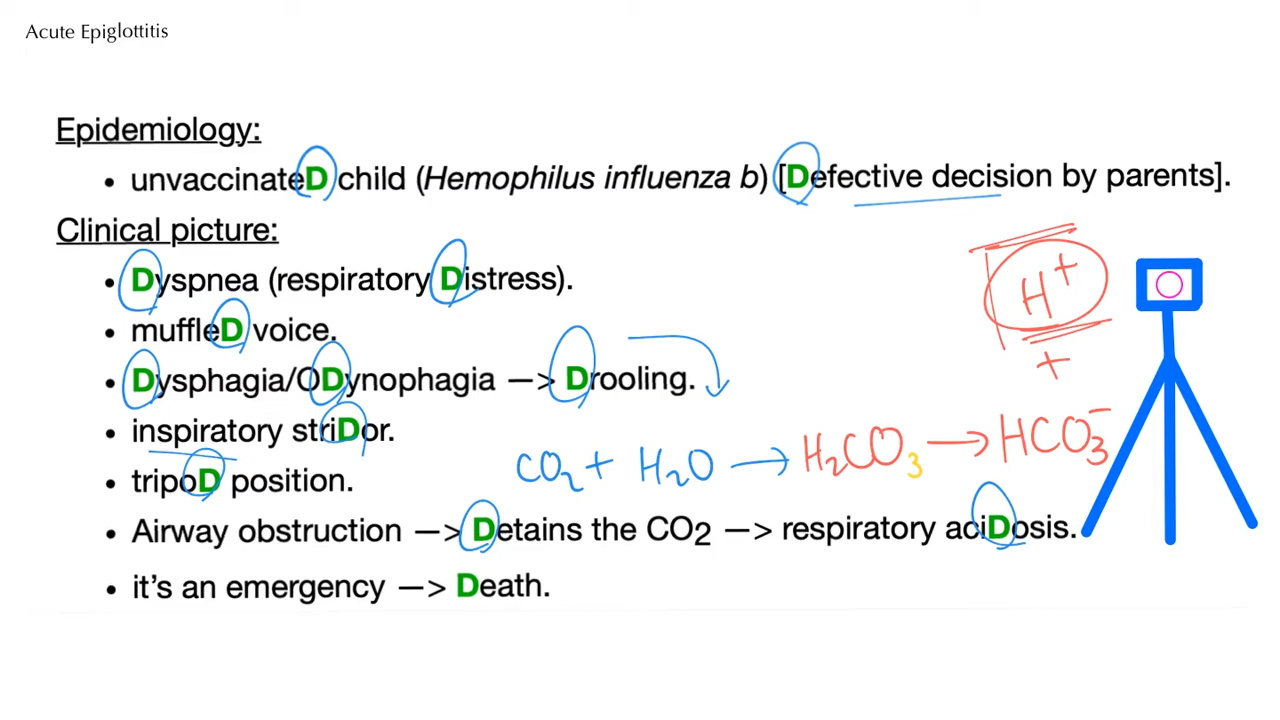 Acute Epiglottitis
Epidemiology:
• unvaccinateD child (Hemophilus influenza b) [Defective decision by parents].
Clinical picture:
• Dyspnea (respiratory Distress).
• muffleD voice.
• Dysphagia/ODynophagia —> Drooling.
• inspiratory striDor.
• tripoD position.
• Airway obstruction —> Detains the CO2 —> respiratory aciDosis.
• it's an emergency —> Death.
H+
+
CO2 + H2O → H2CO3 → HCO3-